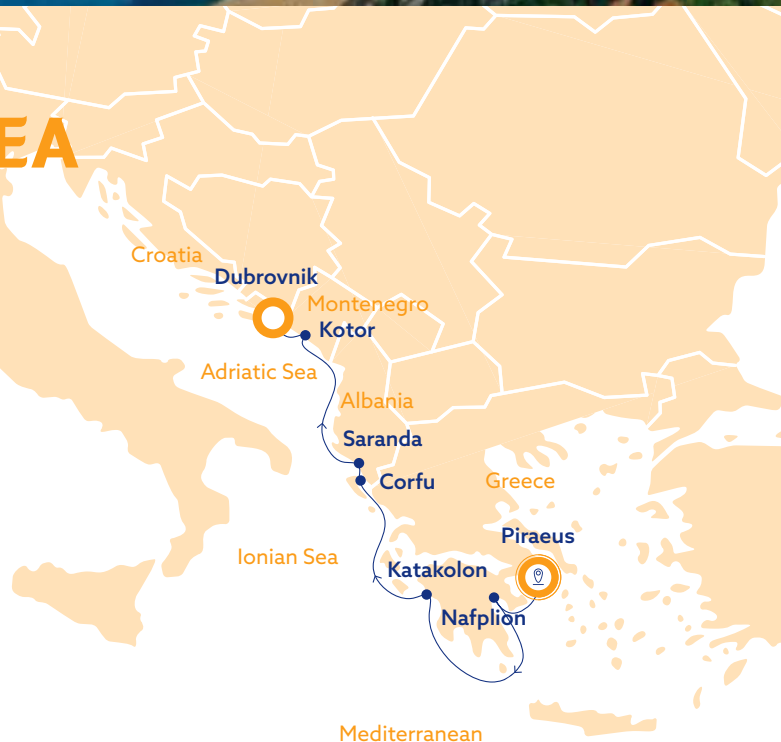 EA
Croatia
Dubrovnik
Montenegro
Kotor
Adriatic Sea
Albania
Saranda
Corfu
Greece
Piraeus
Ionian Sea
Katakolon
Nafplion
Mediterranean